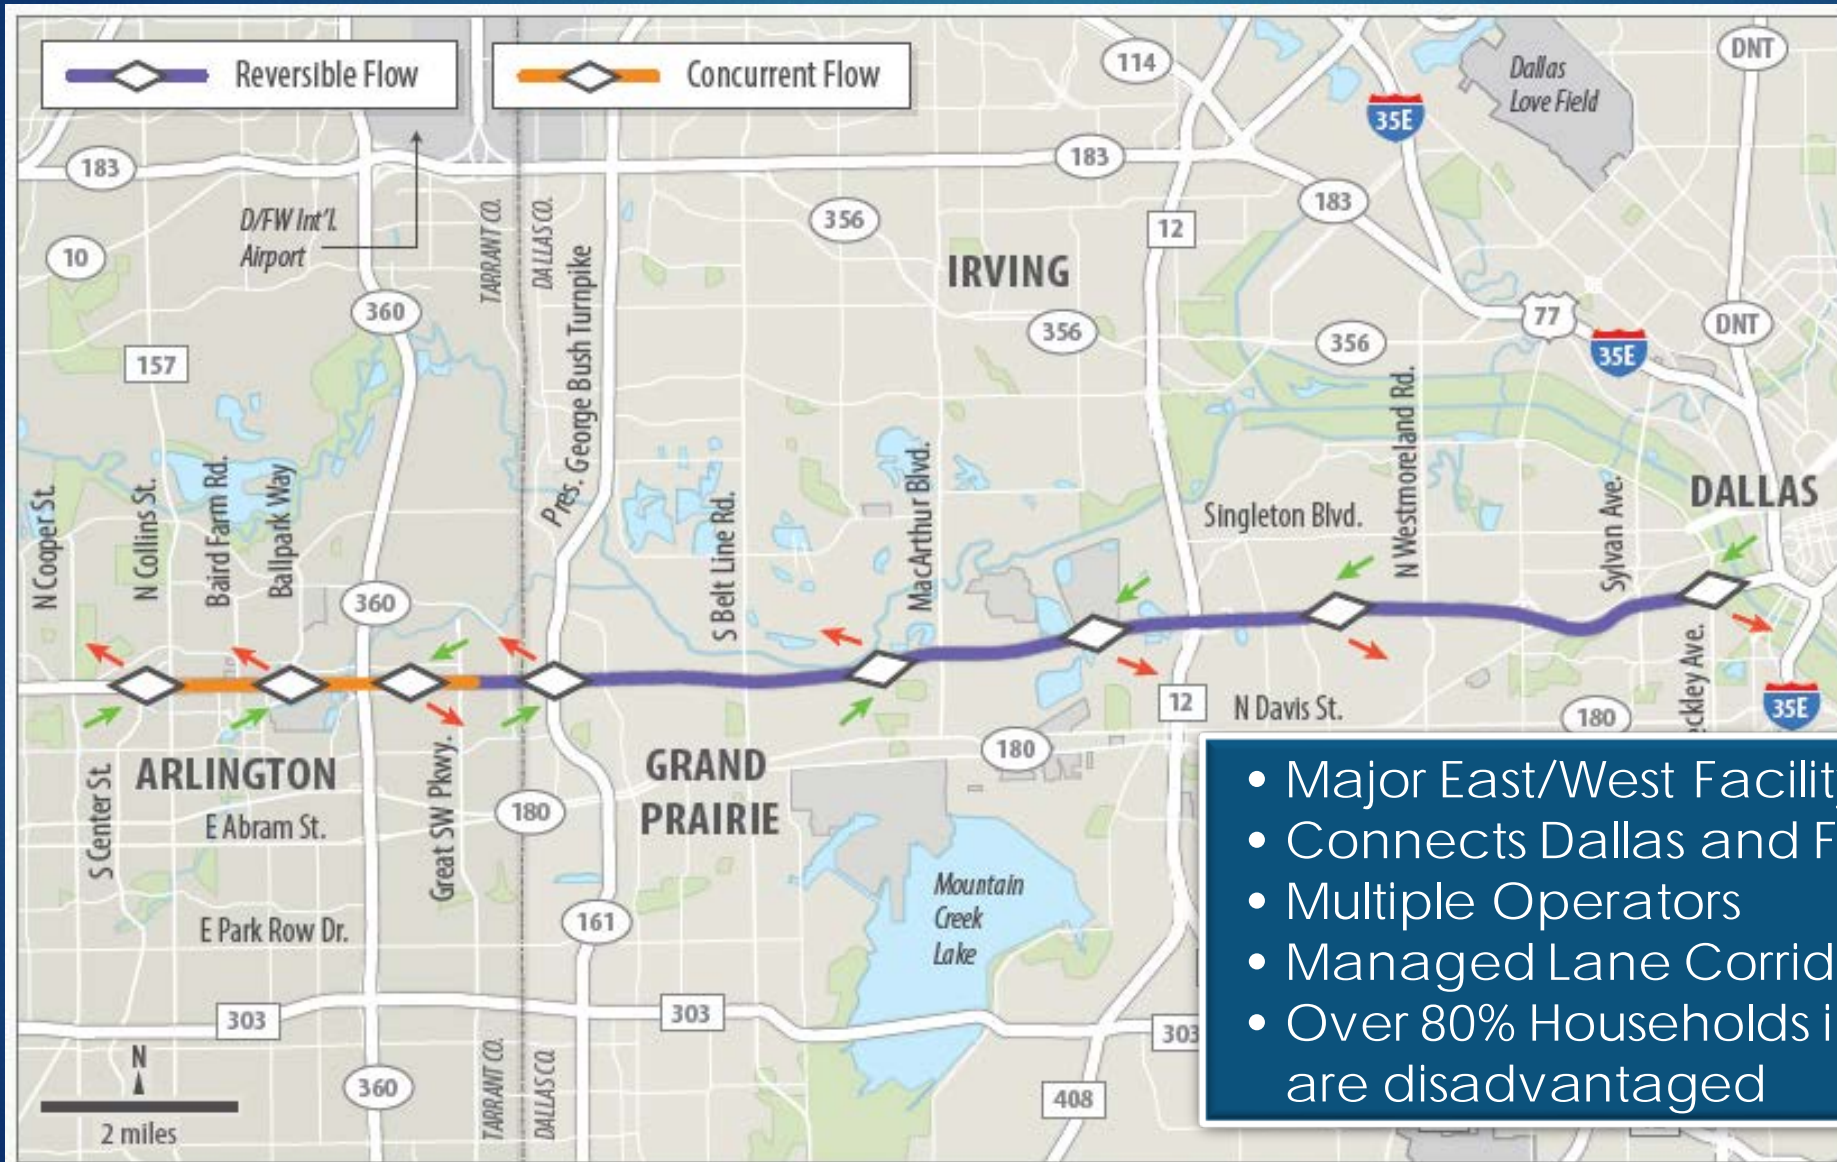 Reversible Flow
Concurrent Flow
114
DNT
Dallas
Love Field
35E
183
183
D/FW Int'l.
Airport
TARRANT CO.
DALLAS CO.
356
12
183
10
IRVING
360
Pres. George Bush Turnpike
356
356
77
DNT
35E
157
N Cooper St.
N Collins St.
Baird Farm Rd.
Ballpark Way
S Belt Line Rd.
MacArthur Blvd.
Singleton Blvd.
N Westmoreland Rd.
Sylvan Ave.
DALLAS
360
12
N Davis St.
180
eckley Ave.
35E
ARLINGTON
GRAND
PRAIRIE
180
S Center St.
E Abram St.
Great SW Pkwy.
180
E Park Row Dr.
161
Mountain
Creek
Lake
303
303
303
N
2 miles
360
TARRANT CO.
DALLAS CO.
408
• Major East/West Facilit
• Connects Dallas and F
• Multiple Operators
• Managed Lane Corrid
• Over 80% Households i
are disadvantaged